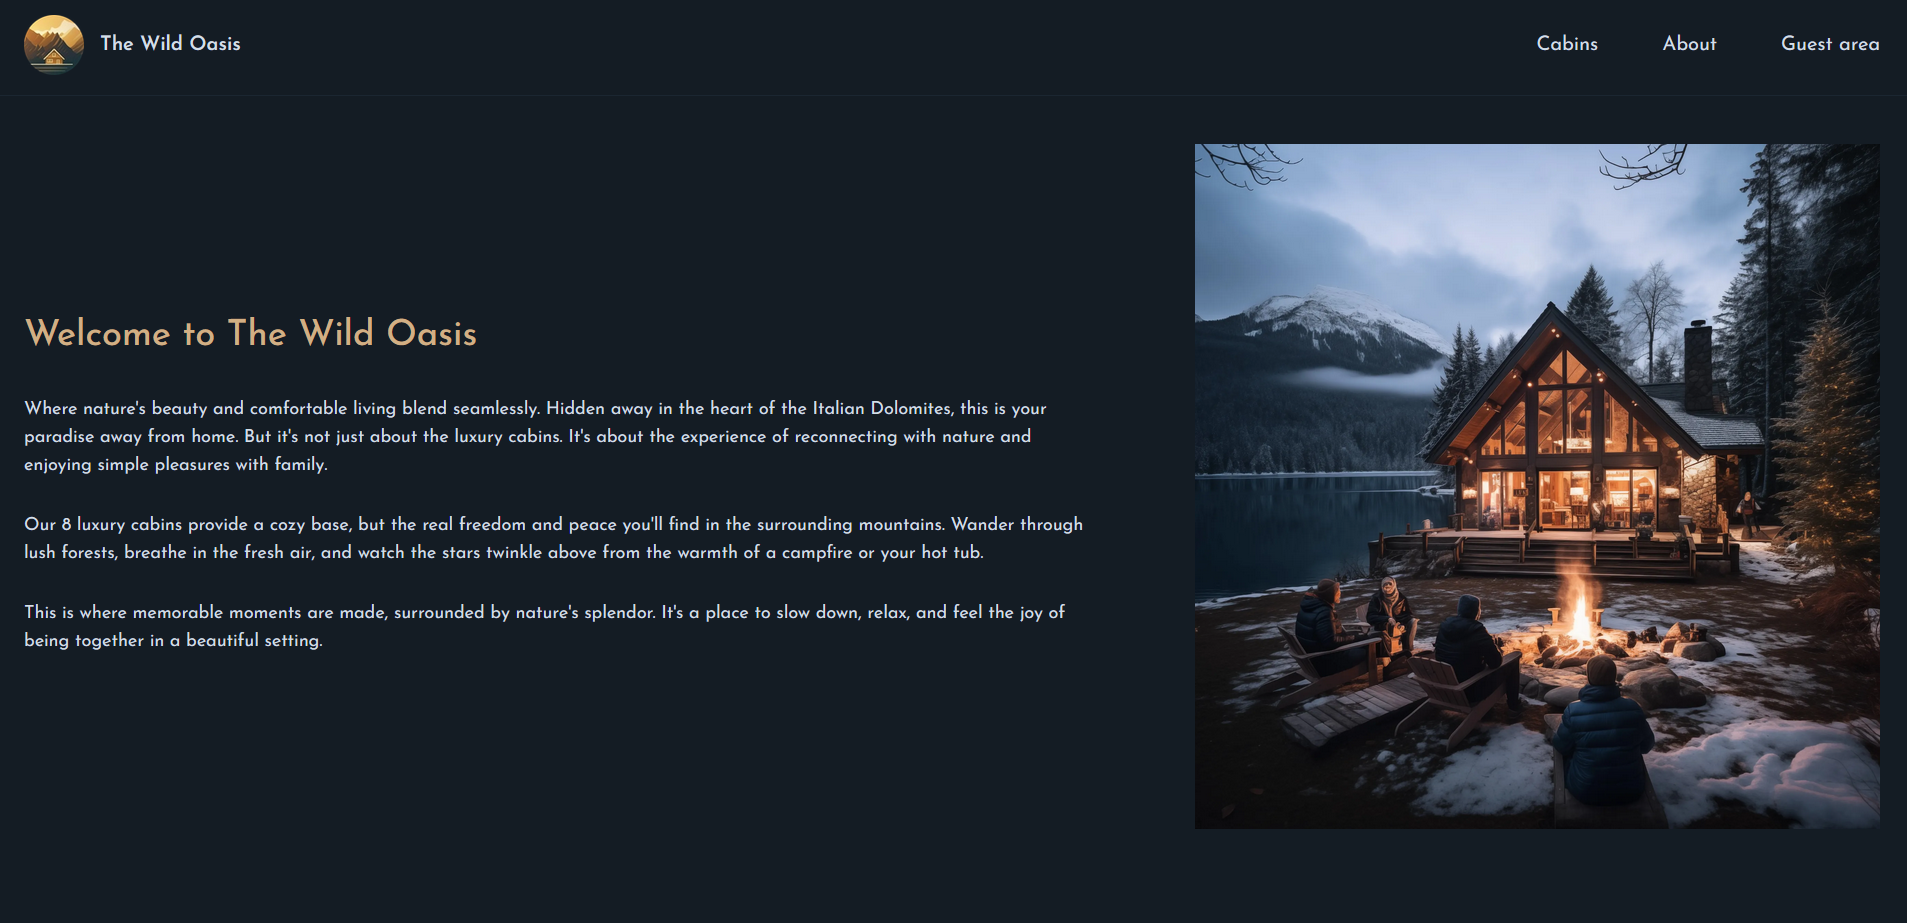 The Wild Oasis
Cabins
About
Guest area
Welcome to The Wild Oasis
Where nature's beauty and comfortable living blend seamlessly. Hidden away in the heart of the Italian Dolomites, this is your
paradise away from home. But it's not just about the luxury cabins. It's about the experience of reconnecting with nature and
enjoying simple pleasures with family.
Our 8 luxury cabins provide a cozy base, but the real freedom and peace you'll find in the surrounding mountains. Wander through
lush forests, breathe in the fresh air, and watch the stars twinkle above from the warmth of a campfire or your hot tub.
This is where memorable moments are made, surrounded by nature's splendor. It's a place to slow down, relax, and feel the joy of
being together in a beautiful setting.